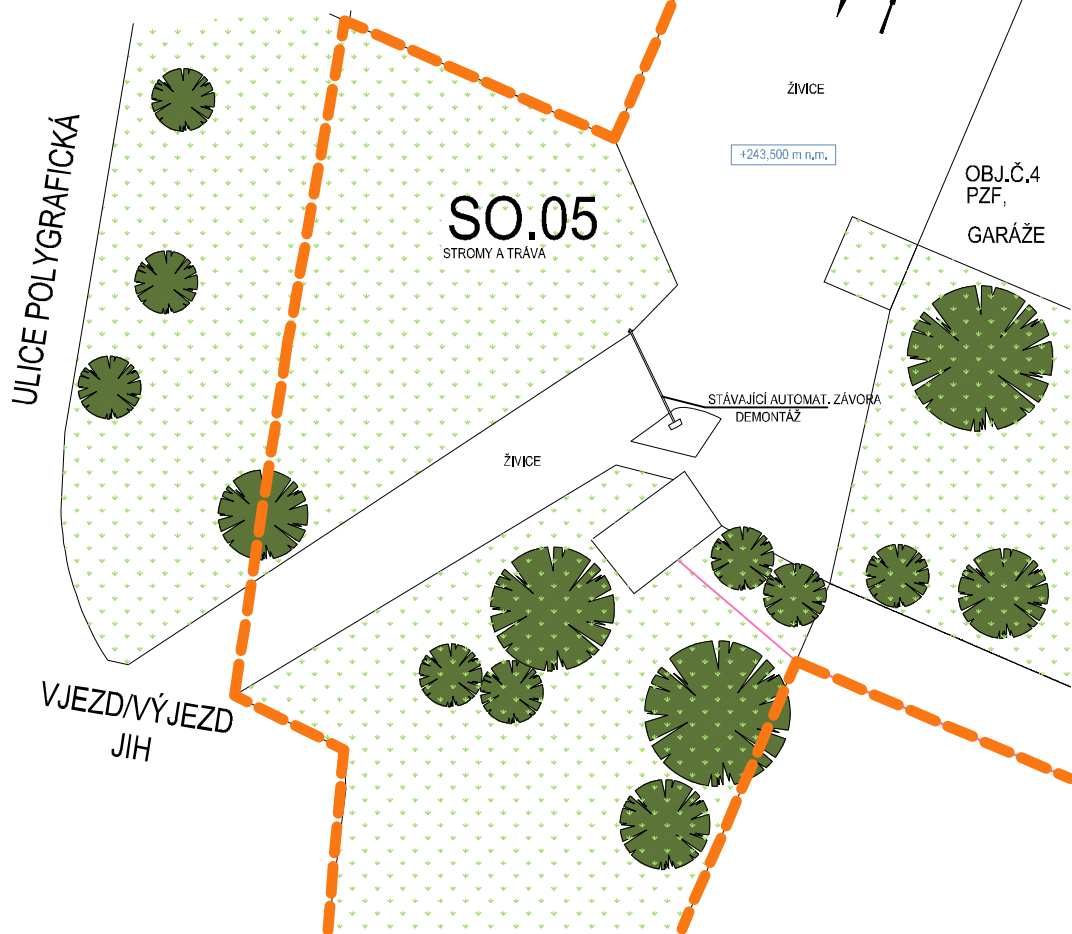 ŽIVICE
+243,500 m n.m.
OBJ.Č.4
PZF,
GARÁŽE
ULICE POLYGRAFICKÁ
SO.05
STROMY A TRÁVA
STÁVAJÍCÍ AUTOMAT. ZÁVORA
DEMONTÁŽ
ŽIVICE
VJEZD/VÝJEZD
JIH